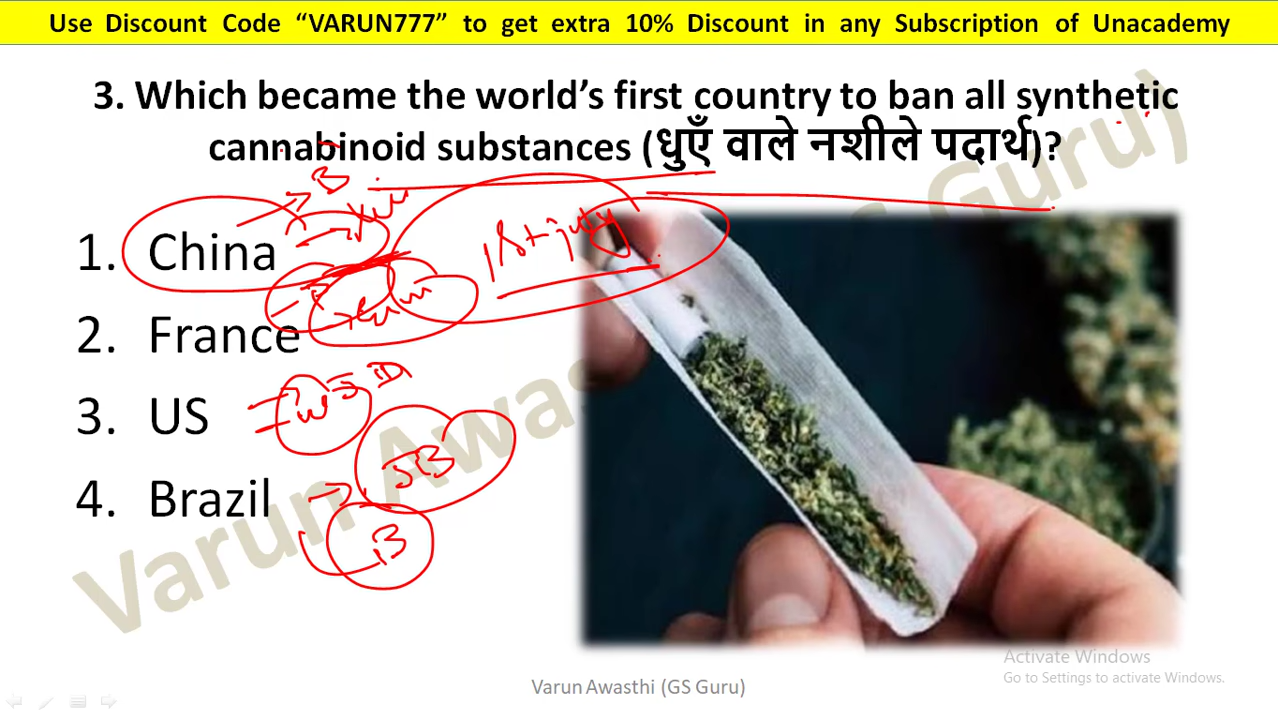 Use Discount Code “VARUN777” to get extra 10% Discount in any Subscription of Unacademy
3. Which became the world’s first country to ban all synthetic
cannabinoid substances (धुएँ वाले नशीले पदार्थ)?
1. China
2. France
3. US
4. Brazil
Varun Awasthi (GS Guru)
Activate Windows
Go to Settings to activate Windows.
Varun Awasthi (GS Guru)